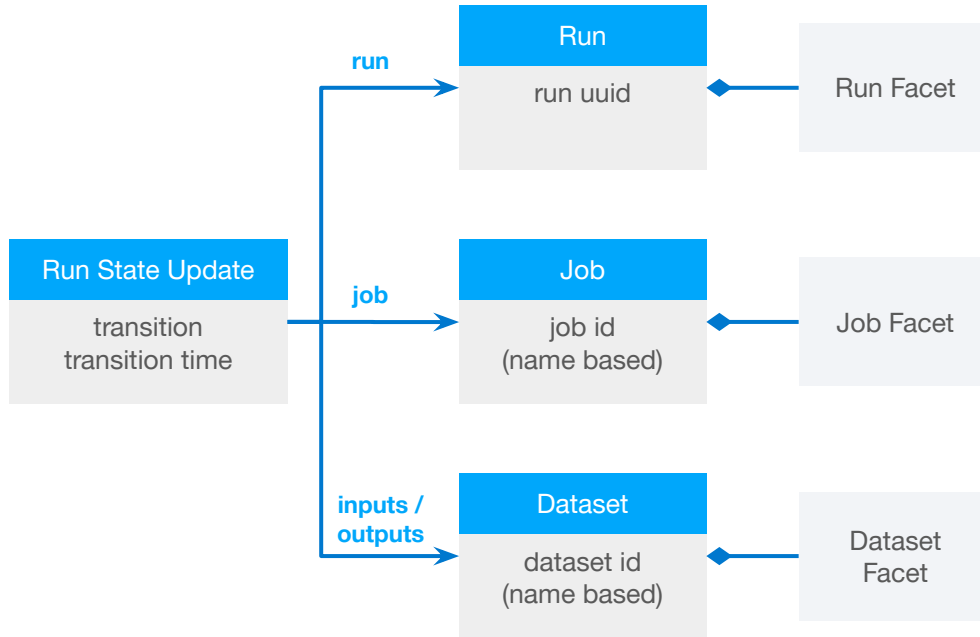 Run
run uuid
Run Facet
run
Run State Update
transition
transition time
job
Job
job id
(name based)
Job Facet
inputs /
outputs
Dataset
dataset id
(name based)
Dataset
Facet